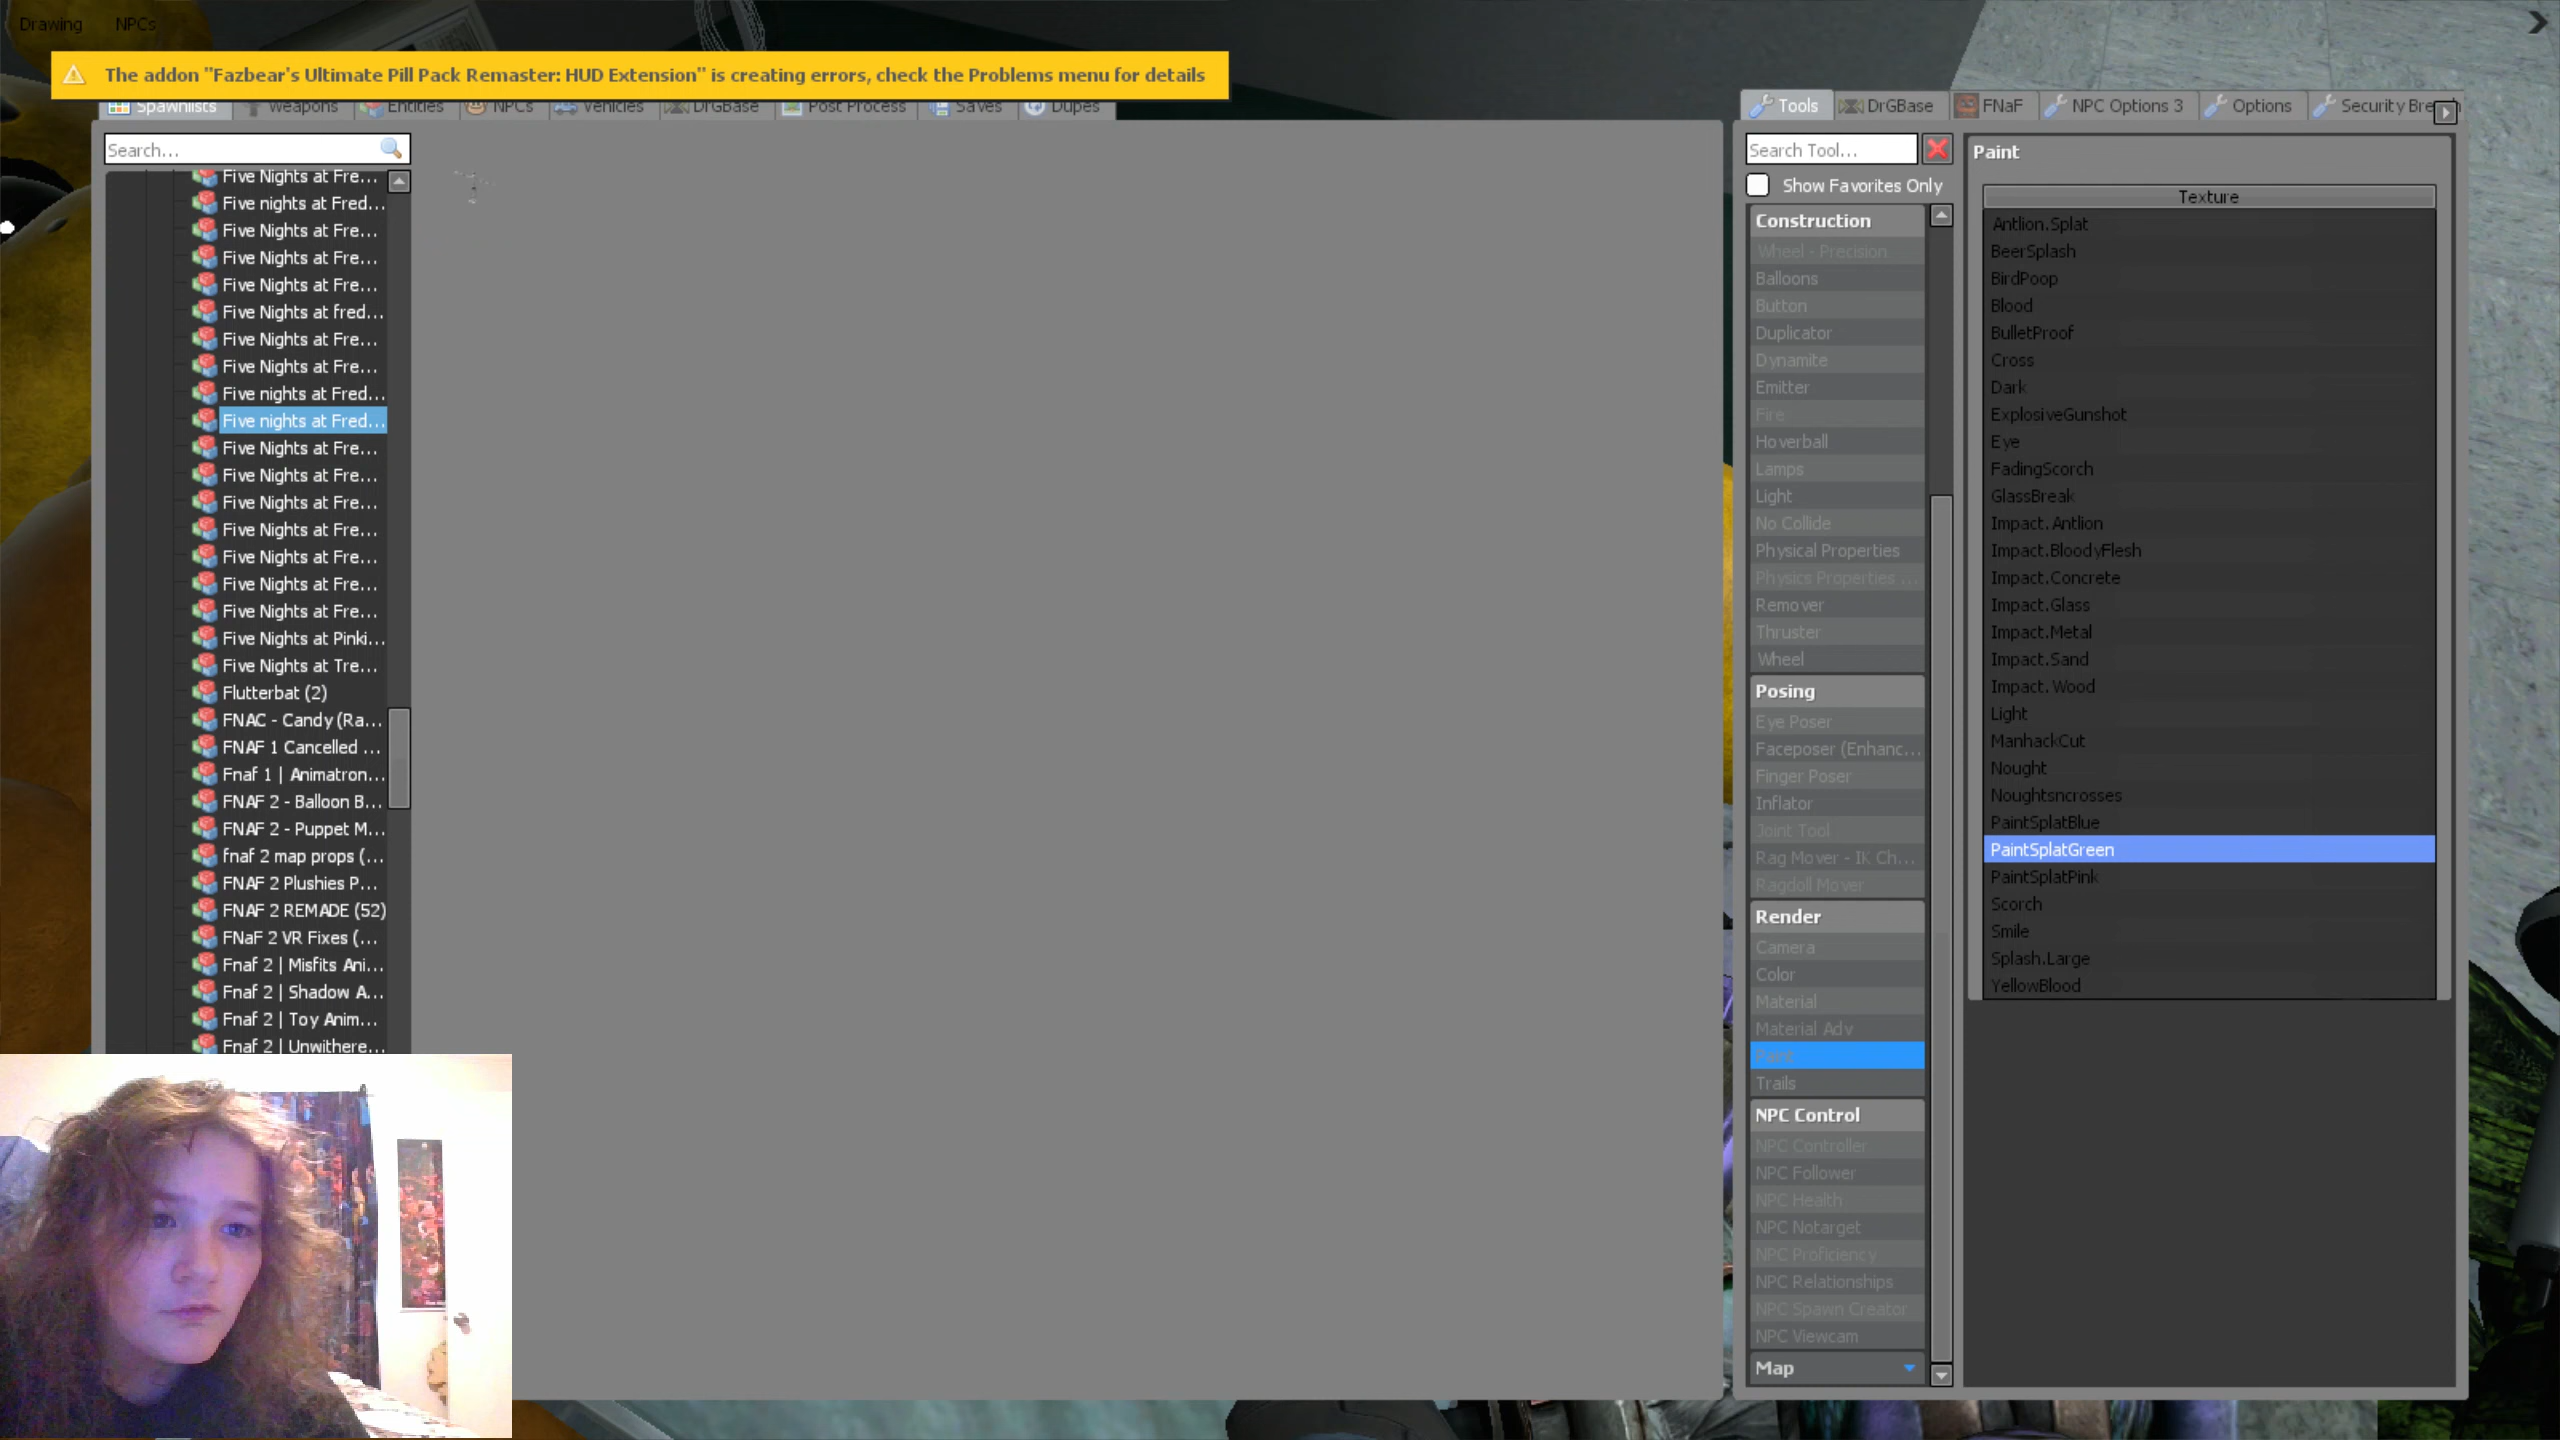 Drawing NPCs
The addon "Fazbear's Ultimate Pill Pack Remaster: HUD Extension" is creating errors, check the Problems menu for details
Spawnlists Weapons Entities NPCs Vehicles DrGBase Post Process Saves Dupes
Search...
Five Nights at Fre...
Five nights at Fred...
Five Nights at Fre...
Five Nights at Fre...
Five Nights at Fre...
Five Nights at fred...
Five Nights at Fre...
Five Nights at Fre...
Five nights at Fred...
Five nights at Fred...
Five Nights at Fre...
Five Nights at Fre...
Five Nights at Fre...
Five Nights at Fre...
Five Nights at Fre...
Five Nights at Fre...
Five Nights at Fre...
Five Nights at Pinki...
Five Nights at Tre...
Flutterbat (2)
FNAC - Candy (Ra...
FNAF 1 Cancelled ...
Fnaf 1 | Animatron...
FNAF 2 - Balloon B...
FNAF 2 - Puppet M...
fnaf 2 map props (...
FNAF 2 Plushies P...
FNAF 2 REMADE (52)
FNaF 2 VR Fixes (...
Fnaf 2 | Misfits Ani...
Fnaf 2 | Shadow A...
Fnaf 2 | Toy Anim...
Fnaf 2 | Unwithere...
Tools DrGBase FNaF NPC Options 3 Options Security Bre
Search Tool...
Show Favorites Only
Construction
Wheel - Precision
Balloons
Button
Duplicator
Dynamite
Emitter
Fire
Hoverball
Lamps
Light
No Collide
Physical Properties
Physics Properties ...
Remover
Thruster
Wheel
Posing
Eye Poser
Faceposer (Enhanc...
Finger Poser
Inflator
Joint Tool
Rag Mover - IK Ch...
Ragdoll Mover
Render
Camera
Color
Material
Material Adv
Paint
Trails
NPC Control
NPC Controller
NPC Follower
NPC Health
NPC Notarget
NPC Proficiency
NPC Relationships
NPC Spawn Creator
NPC Viewcam
Map
Paint
Texture
Antlion.Splat
BeerSplash
BirdPoop
Blood
BulletProof
Cross
Dark
ExplosiveGunshot
Eye
FadingScorch
GlassBreak
Impact.Antlion
Impact.BloodyFlesh
Impact.Concrete
Impact.Glass
Impact.Metal
Impact.Sand
Impact.Wood
Light
ManhackCut
Nought
Noughtsncrosses
PaintSplatBlue
PaintSplatGreen
PaintSplatPink
Scorch
Smile
Splash.Large
YellowBlood